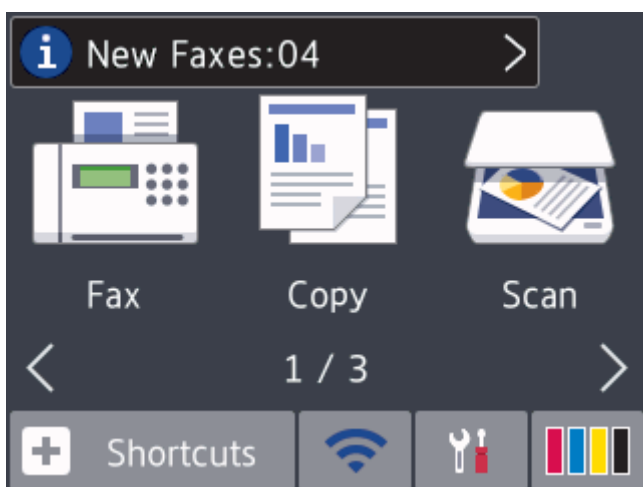 i New Faxes:04 >
Fax Copy Scan
< 1 / 3 >
+ Shortcuts